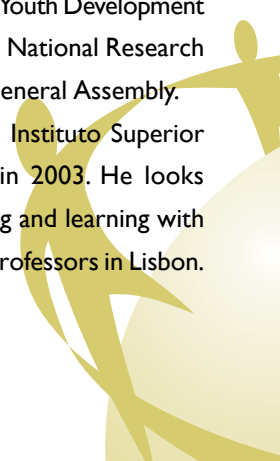 Youth Development
National Research
eneral Assembly.
Instituto Superior
in 2003. He looks
g and learning with
rofessors in Lisbon.